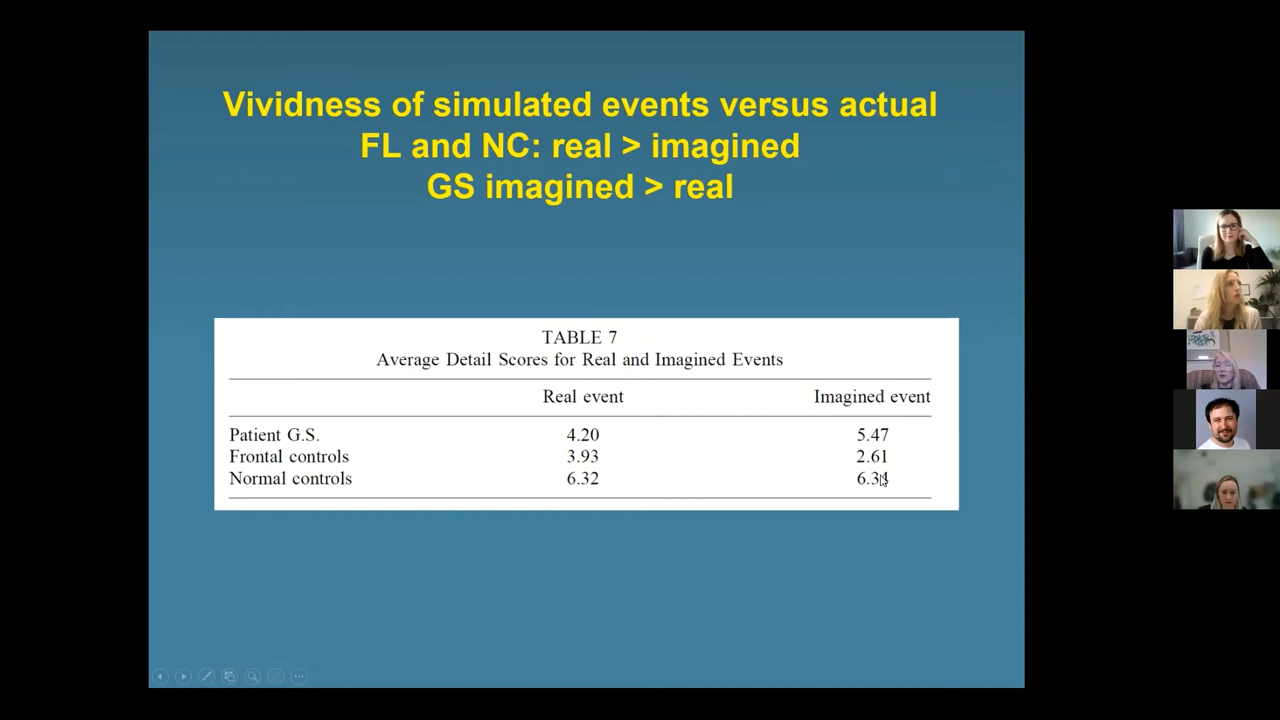 Vividness of simulated events versus actual
FL and NC: real > imagined
GS imagined > real
TABLE 7
Average Detail Scores for Real and Imagined Events
Real event Imagined event
Patient G.S. 4.20 5.47
Frontal controls 3.93 2.61
Normal controls 6.32